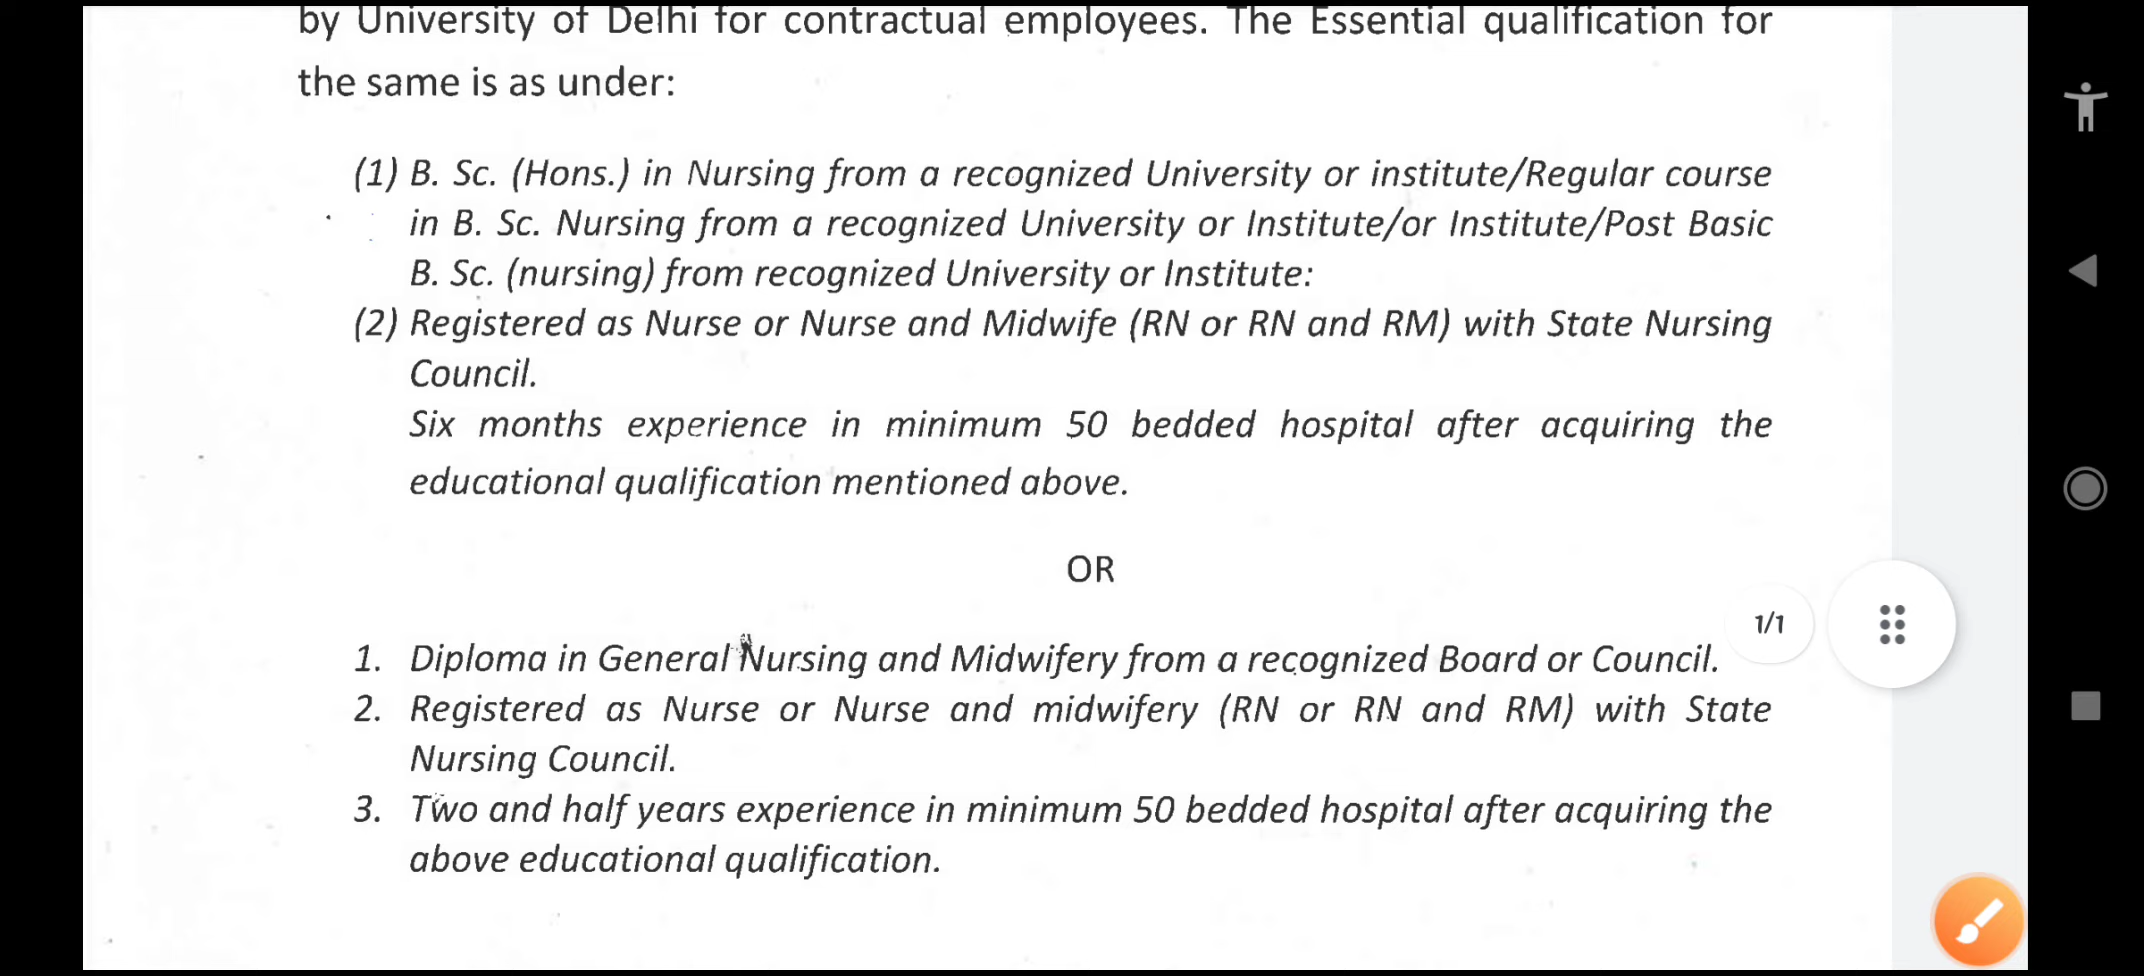 by University of Delhi for contractual employees. The Essential qualification for
the same is as under:
(1) B. Sc. (Hons.) in Nursing from a recognized University or institute/Regular course
in B. Sc. Nursing from a recognized University or Institute/or Institute/Post Basic
B. Sc. (nursing) from recognized University or Institute:
(2) Registered as Nurse or Nurse and Midwife (RN or RN and RM) with State Nursing
Council.
Six months experience in minimum 50 bedded hospital after acquiring the
educational qualification mentioned above.
OR
1/1
1. Diploma in General Nursing and Midwifery from a recognized Board or Council.
2. Registered as Nurse or Nurse and midwifery (RN or RN and RM) with State
Nursing Council.
3. Two and half years experience in minimum 50 bedded hospital after acquiring the
above educational qualification.